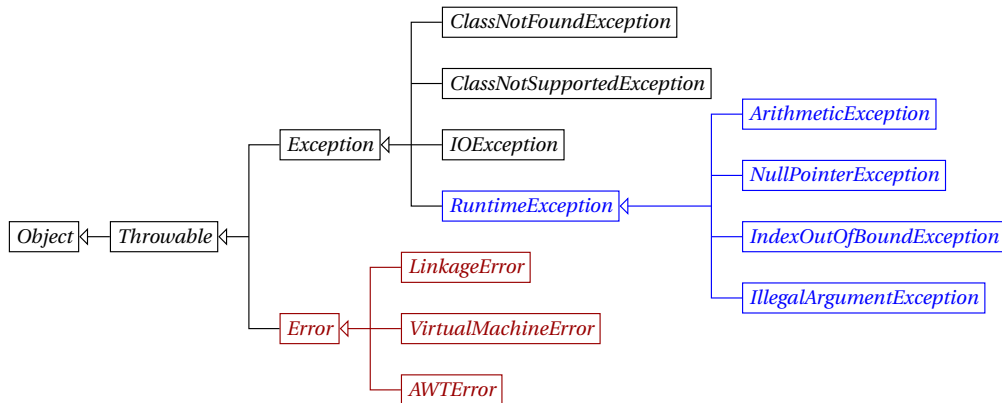 ClassNotFoundException
ClassNotSupportedException
ArithmeticException
Exception
IOException
NullPointerException
RuntimeException
Object
Throwable
IndexOutOfBoundException
LinkageError
IllegalArgumentException
Error
VirtualMachineError
AWTError